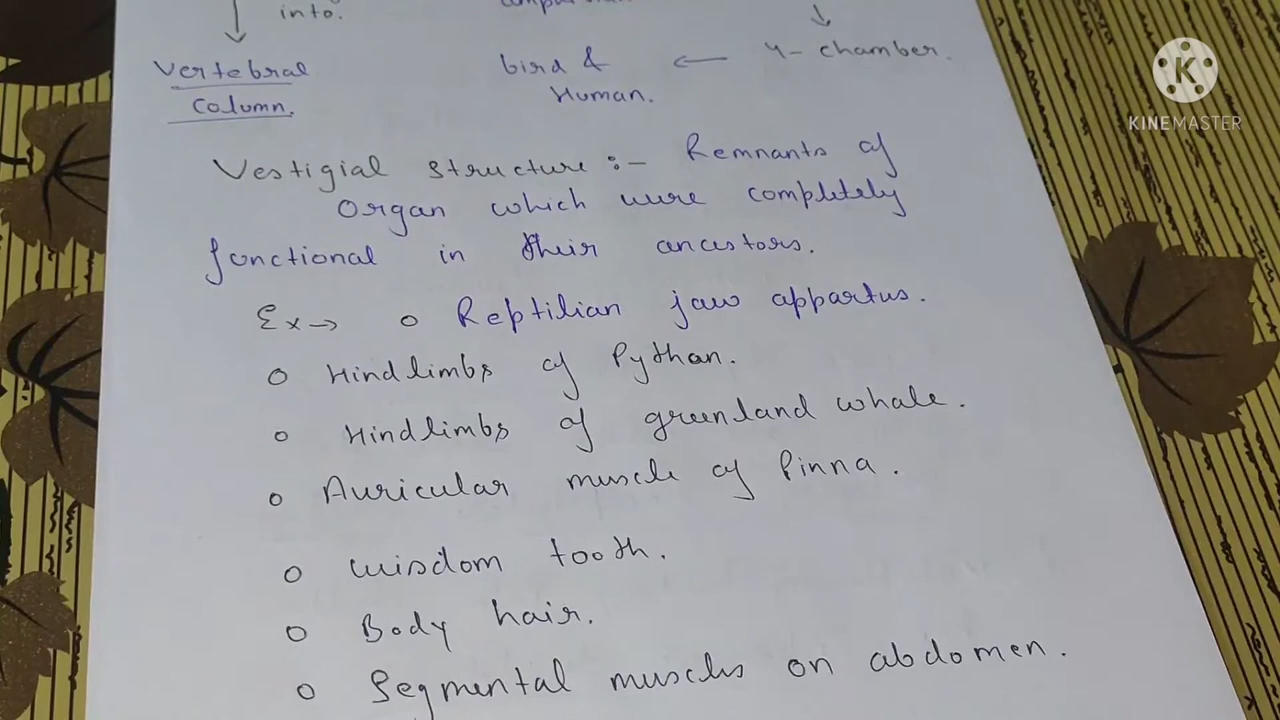 into.
Vertebral
Column.
bird & <— 4- chamber.
Human.
KINEMASTER
Vestigial structure :- Remnants of
Organ which were completely
functional in their ancestors.
Ex→ o Reptilian jaw appartus.
o Hindlimbs of Pythan.
o Hindlimbs of greenland whale.
o Auricular muscle of Pinna.
o wisdom tooth.
o Body hair.
o Segmental muscles on abdomen.